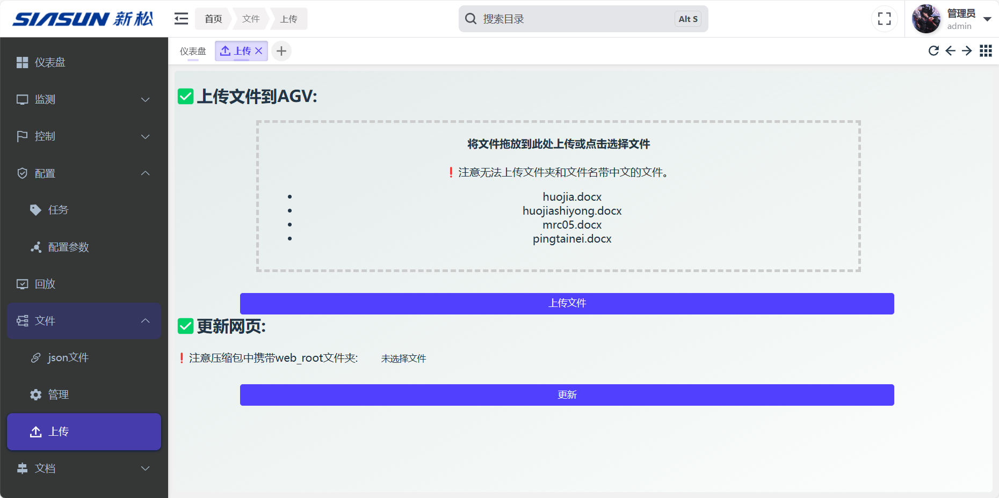 SIASUN 新松
首页
文件
上传
搜索目录
Alt S
管理员
admin
仪表盘
上传
仪表盘
监测
控制
配置
任务
配置参数
回放
文件
json文件
管理
上传
文档
✅ 上传文件到AGV:
将文件拖放到此处上传或点击选择文件
❗ 注意无法上传文件夹和文件名带中文的文件。
• huojia.docx
• huojiashiyong.docx
• mrc05.docx
• pingtainei.docx
上传文件
✅ 更新网页:
❗ 注意压缩包中携带web_root文件夹: 未选择文件
更新